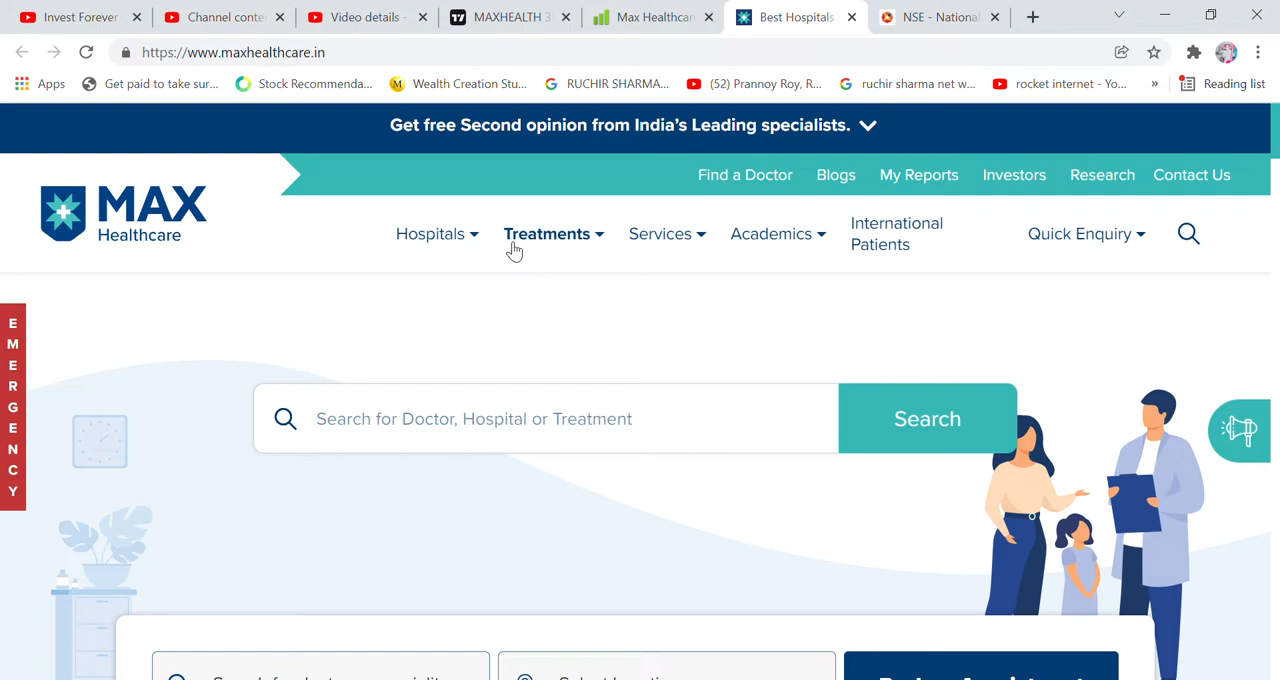 Invest Forever
Channel conte
Video details -
MAXHEALTH 3
Max Healthcar
Best Hospitals
NSE - National
https://www.maxhealthcare.in
Apps
Get paid to take sur...
Stock Recommenda...
Wealth Creation Stu...
RUCHIR SHARMA...
(52) Prannoy Roy, R...
ruchir sharma net w...
rocket internet - Yo...
»
Reading list
Get free Second opinion from India's Leading specialists.
Find a Doctor
Blogs
My Reports
Investors
Research
Contact Us
MAX
Healthcare
Hospitals
Treatments
Services
Academics
International
Patients
Quick Enquiry
EMERGENCY
Search for Doctor, Hospital or Treatment
Search